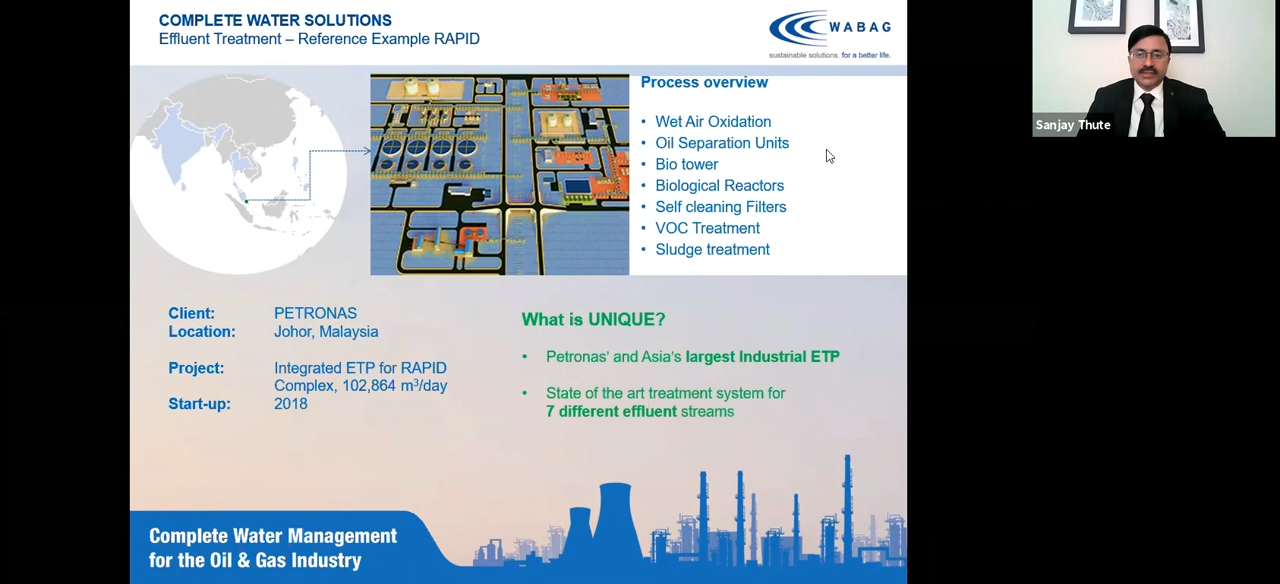 COMPLETE WATER SOLUTIONS
Effluent Treatment – Reference Example RAPID
WABAG
sustainable solutions. for a better life.
Sanjay Thute
Process overview
• Wet Air Oxidation
• Oil Separation Units
• Bio tower
• Biological Reactors
• Self cleaning Filters
• VOC Treatment
• Sludge treatment
Client: PETRONAS
Location: Johor, Malaysia
Project: Integrated ETP for RAPID
Complex, 102,864 m³/day
Start-up: 2018
What is UNIQUE?
• Petronas' and Asia's largest Industrial ETP
• State of the art treatment system for
7 different effluent streams
Complete Water Management
for the Oil & Gas Industry